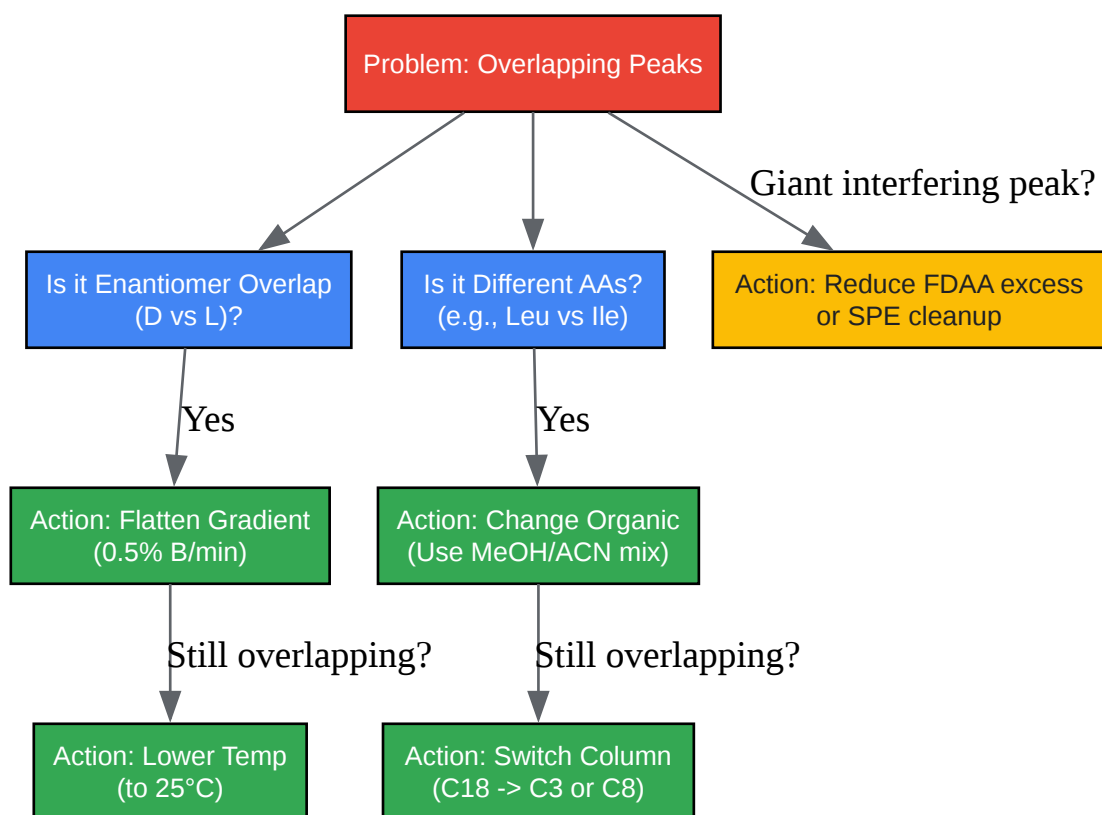 Problem: Overlapping Peaks
Giant interfering peak?
Is it Enantiomer Overlap
(D vs L)?
Is it Different AAs?
(e.g., Leu vs Ile)
Action: Reduce FDAA excess
or SPE cleanup
Yes
Yes
Action: Flatten Gradient
(0.5% B/min)
Action: Change Organic
(Use MeOH/ACN mix)
Still overlapping?
Still overlapping?
Action: Lower Temp
(to 25°C)
Action: Switch Column
(C18 -> C3 or C8)